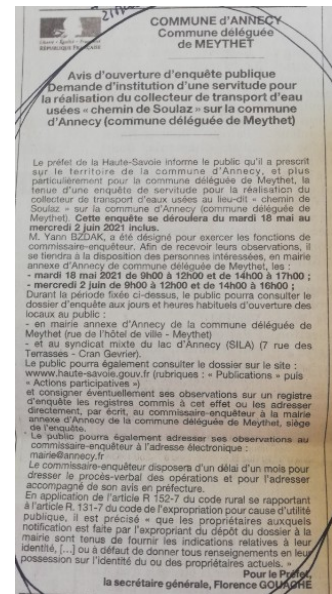 COMMUNE d'ANNECY
Commune déléguée
de MEYTHET
RÉPUBLIQUE FRANÇAISE
Avis d'ouverture d'enquête publique
Demande d'institution d'une servitude pour
la réalisation du collecteur de transport d'eau
usées « chemin de Soulaz » sur la commune
d'Annecy (commune déléguée de Meythet)
Le préfet de la Haute-Savoie informe le public qu'il a prescrit
sur le territoire de la commune d'Annecy, et plus
particulièrement pour la commune déléguée de Meythet, la
tenue d'une enquête de servitude pour la réalisation du
collecteur de transport d'eaux usées au lieu-dit « chemin de
Soulaz » sur la commune d'Annecy (commune déléguée de
Meythet). Cette enquête se déroulera du mardi 18 mai au
mercredi 2 juin 2021 inclus.
M. Yann BZDAK, a été désigné pour exercer les fonctions de
commissaire-enquêteur. Afin de recevoir leurs observations, il
se tiendra à la disposition des personnes intéressées, en mairie
annexe d'Annecy de commune déléguée de Meythet, les :
- mardi 18 mai 2021 de 9h00 à 12h00 et de 14h00 à 17h00 ;
- mercredi 2 juin de 9h00 à 12h00 et de 14h00 à 16h00 ;
Durant la période fixée ci-dessus, le public pourra consulter le
dossier d'enquête aux jours et heures habituels d'ouverture des
locaux au public :
- en mairie annexe d'Annecy de la commune déléguée de
Meythet (rue de l'hôtel de ville - Meythet)
- et au syndicat mixte du lac d'Annecy (SILA) (7 rue des
Terrasses - Cran Gevrier).
Le public pourra également consulter le dossier sur le site :
www.haute-savoie.gouv.fr (rubriques : « Publications » puis
« Actions participatives »)
et consigner éventuellement ses observations sur un registre
d'enquête les registres commis à cet effet ou les adresser
directement, par écrit, au commissaire-enquêteur à la mairie
annexe d'Annecy de la commune déléguée de Meythet, siège
de l'enquête.
Le public pourra également adresser ses observations au
commissaire-enquêteur à l'adresse électronique :
mairie@annecy.fr
Le commissaire-enquêteur disposera d'un délai d'un mois pour
dresser le procès-verbal des opérations et pour l'adresser
accompagné de son avis en préfecture.
En application de l'article R 152-7 du code rural se rapportant
à l'article R. 131-7 du code de l'expropriation pour cause d'utilité
publique, il est précisé « que les propriétaires auxquels
notification est faite par l'expropriant du dépôt du dossier à la
mairie sont tenus de fournir les indications relatives à leur
identité, [...] ou à défaut de donner tous renseignements en leur
possession sur l'identité du ou des propriétaires actuels. »
Pour le Préfet,
la secrétaire générale, Florence GOUACHE